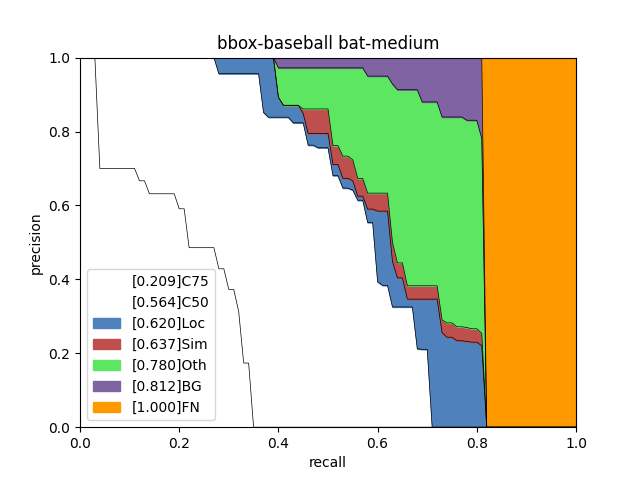 bbox-baseball bat-medium
1.0
0.8
0.6
0.4
0.2
0.0
precision
[0.209]C75
[0.564]C50
[0.620]Loc
[0.637]Sim
[0.780]Oth
[0.812]BG
[1.000]FN
0.0 0.2 0.4 0.6 0.8 1.0
recall